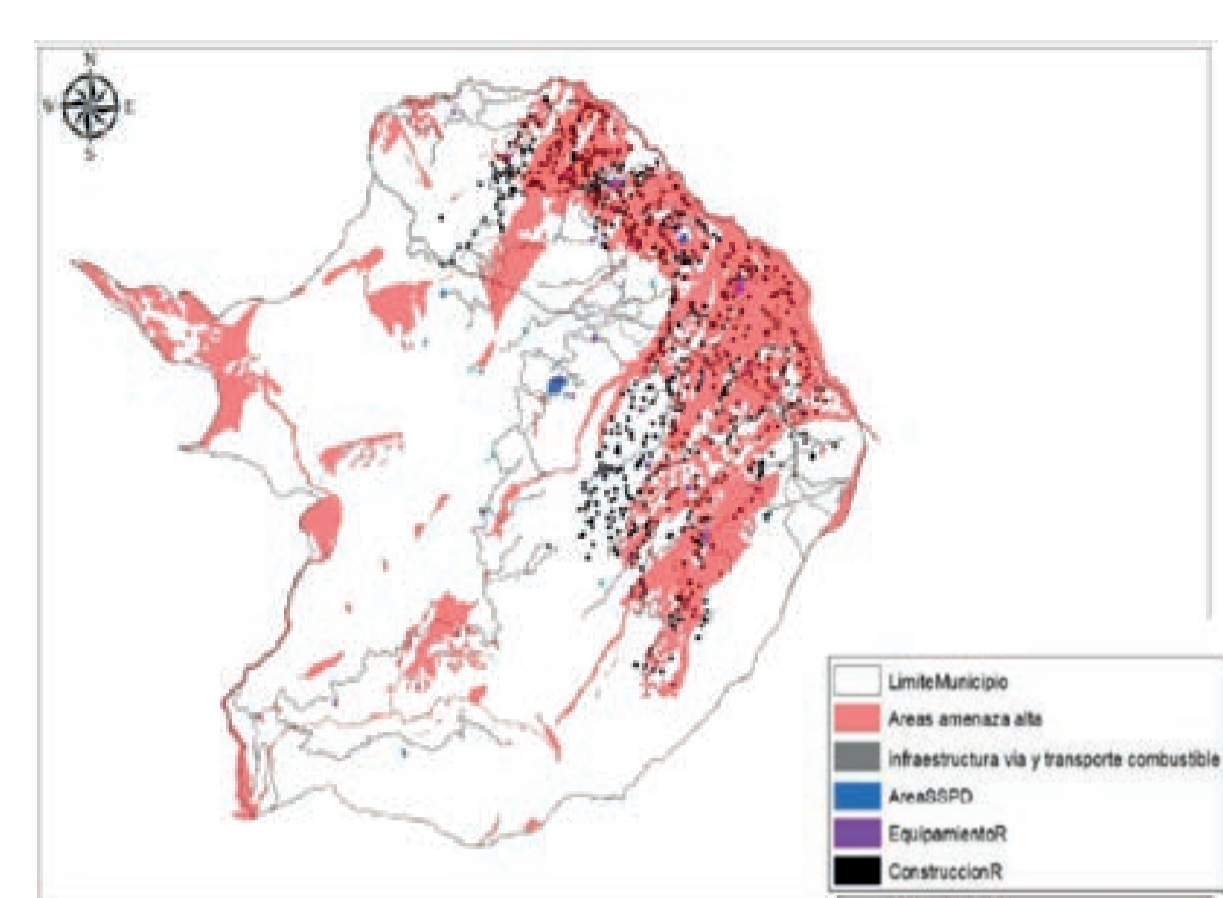 N
W E
S
LimiteMunicipio
Areas amenaza alta
Infraestructura via y transporte combustible
AreaSSPD
EquipamientoR
ConstruccionR